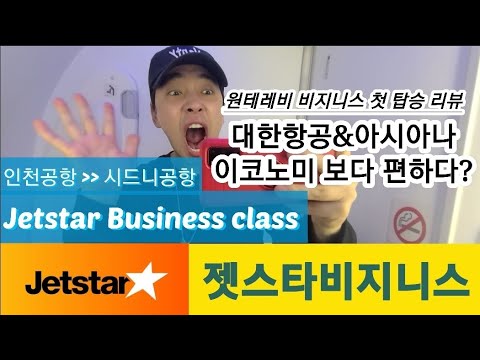 원테레비 비지니스 첫 탑승 리뷰
대한항공&아시아나
이코노미 보다 편하다?
인천공항 >> 시드니공항
Jetstar Business class
Jetstar
젯스타비지니스